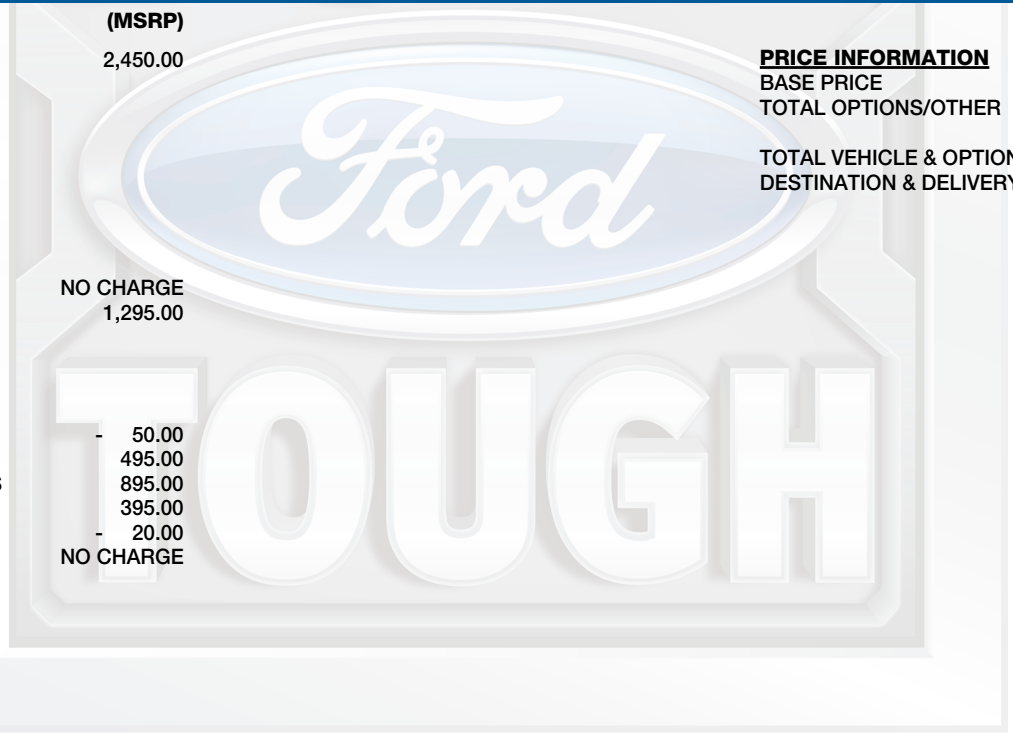 (MSRP)
2,450.00
NO CHARGE
1,295.00
- 50.00
495.00
895.00
395.00
- 20.00
NO CHARGE
PRICE INFORMATION
BASE PRICE
TOTAL OPTIONS/OTHER
TOTAL VEHICLE & OPTION
DESTINATION & DELIVERY
Ford
TOUGH